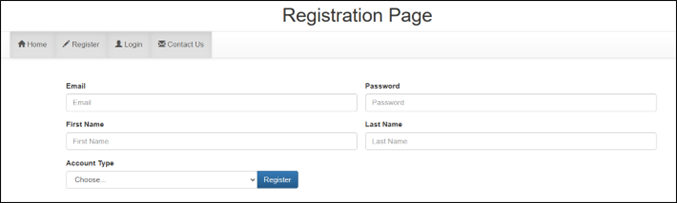 Registration Page
Home Register Login Contact Us
Email Password
Email Password
First Name Last Name
First Name Last Name
Account Type
Choose... Register